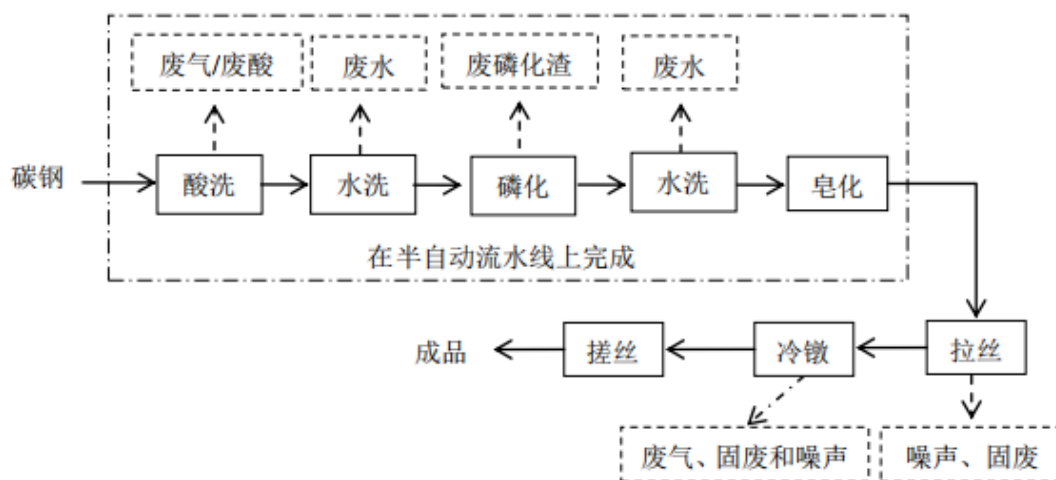 废气/废酸
废水
废磷化渣
废水
碳钢
酸洗
水洗
磷化
水洗
皂化
在半自动流水线上完成
成品
搓丝
冷镦
拉丝
废气、固废和噪声
噪声、固废